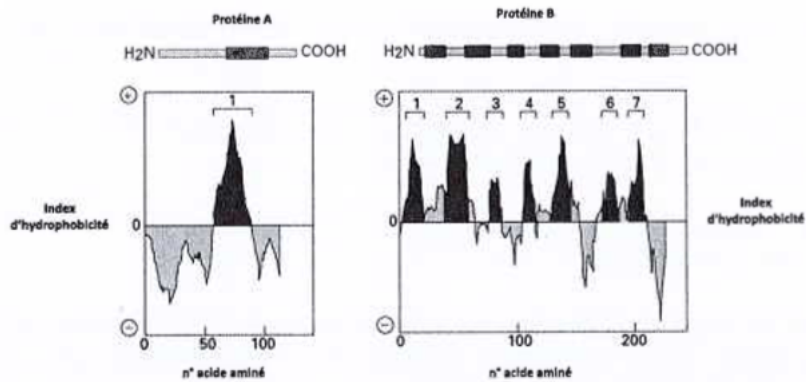 Protéine A
Protéine B
H2N COOH
H2N COOH
+
1
+
1 2 3 4 5 6 7
Index
d'hydrophobicité
0
0
Index
d'hydrophobicité
−
−
0 50 100
0 100 200
n° acide aminé
n° acide aminé